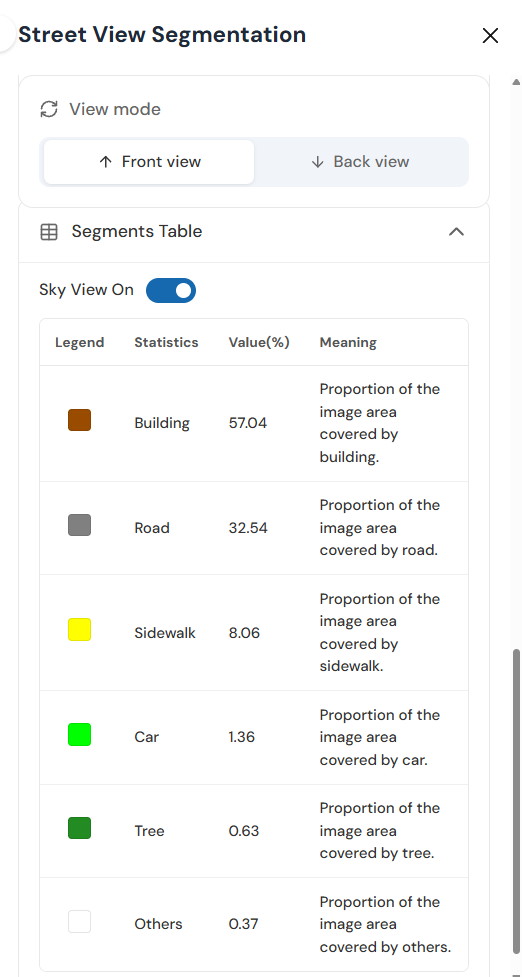 Street View Segmentation
View mode
Front view
Back view
Segments Table
Sky View On
Legend Statistics Value(%) Meaning
Building 57.04 Proportion of the
image area
covered by
building.
Road 32.54 Proportion of the
image area
covered by road.
Sidewalk 8.06 Proportion of the
image area
covered by
sidewalk.
Car 1.36 Proportion of the
image area
covered by car.
Tree 0.63 Proportion of the
image area
covered by tree.
Others 0.37 Proportion of the
image area
covered by others.